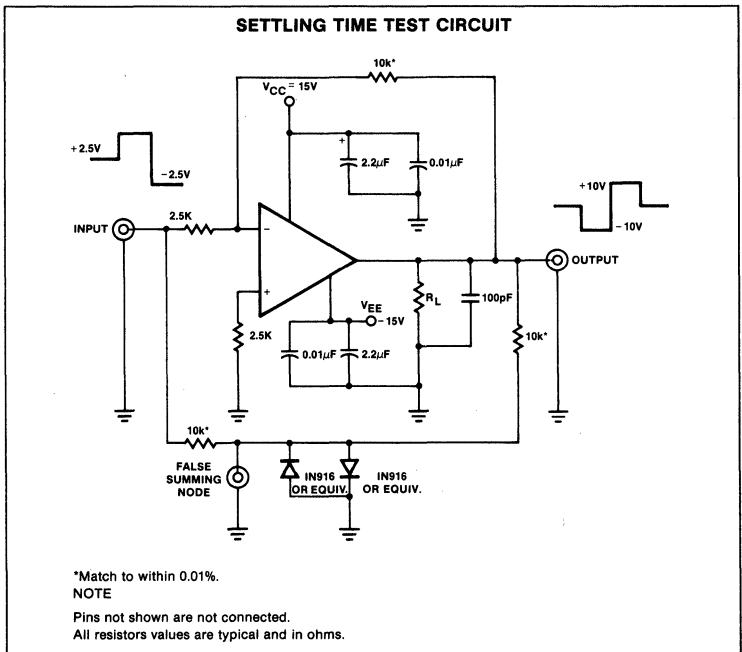 SETTLING TIME TEST CIRCUIT
10k*
VCC = 15V
+2.5V
-2.5V
+
2.2μF
0.01μF
+10V
-10V
2.5K
INPUT
-
OUTPUT
+
RL
100pF
VEE
-15V
2.5K
0.01μF
2.2μF
10k*
10k*
FALSE
SUMMING
NODE
IN916
OR EQUIV.
IN916
OR EQUIV.
*Match to within 0.01%.
NOTE
Pins not shown are not connected.
All resistors values are typical and in ohms.